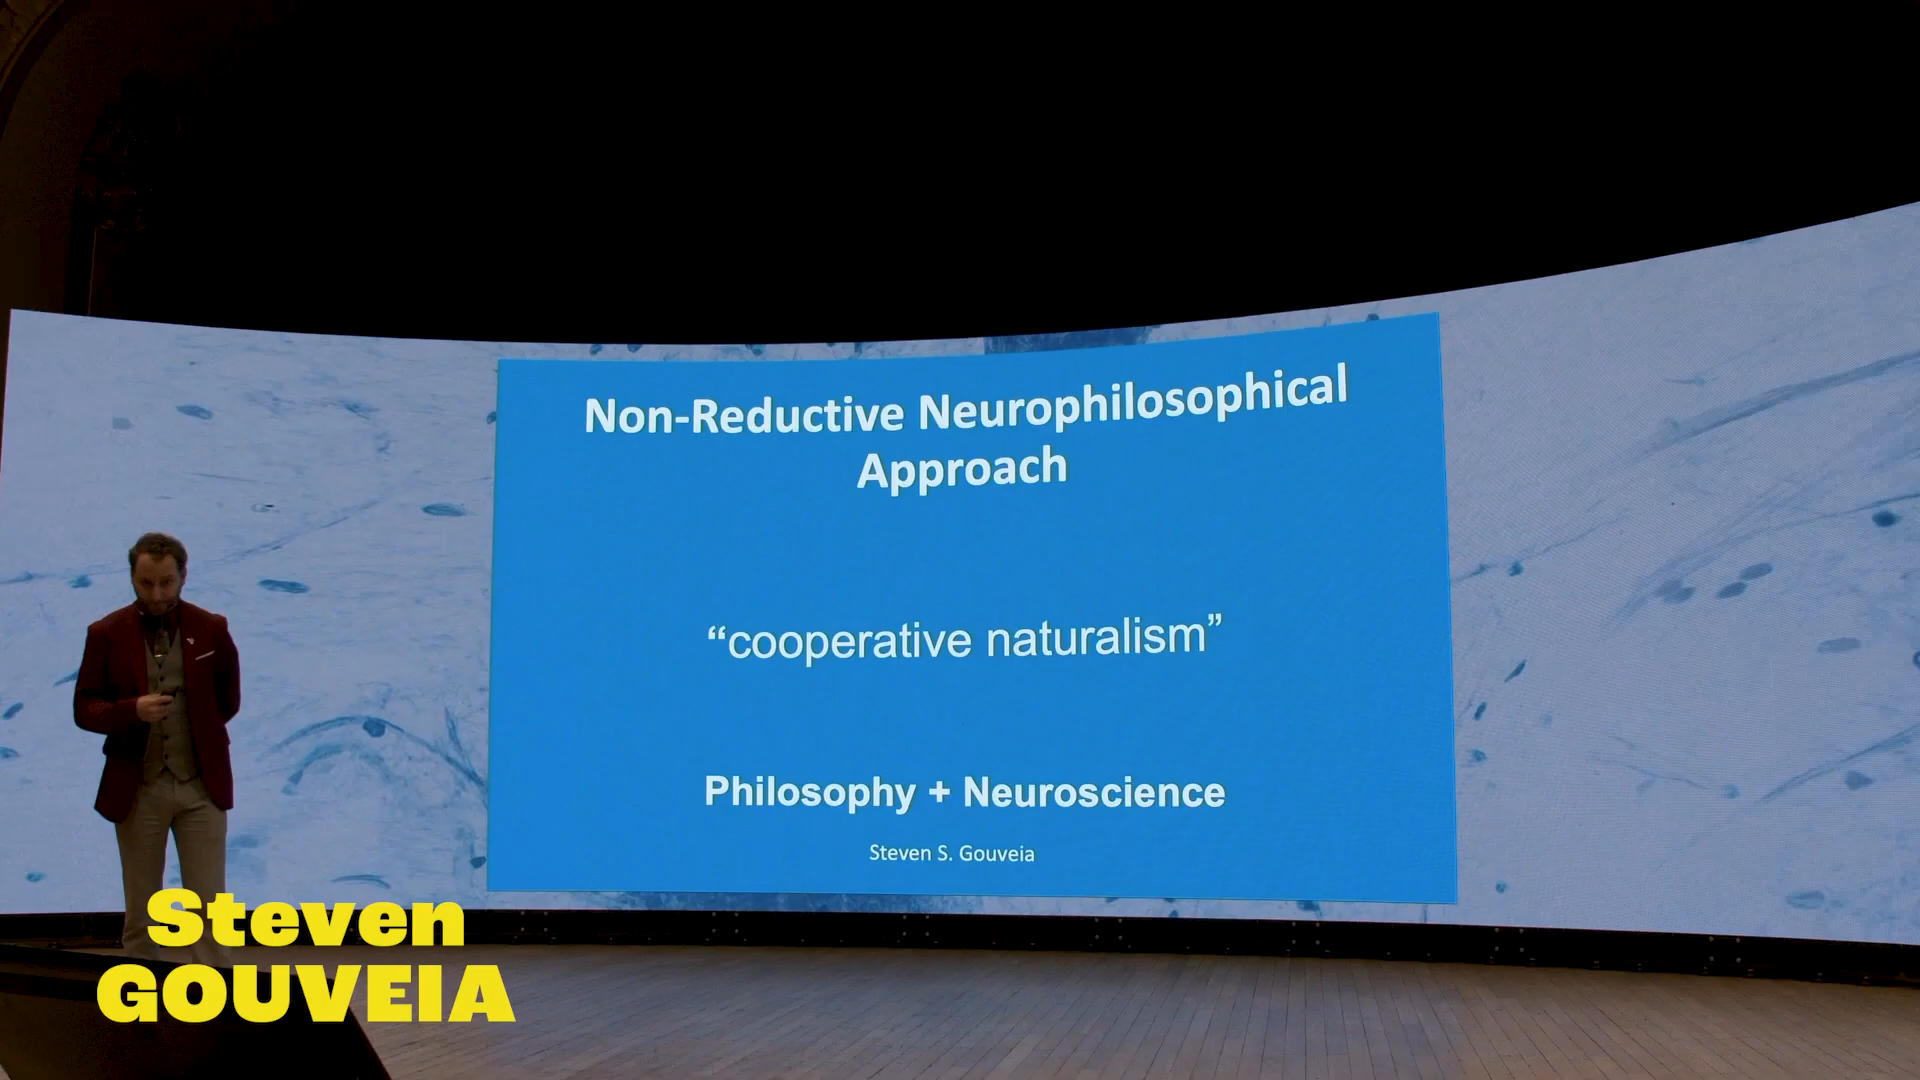 Non-Reductive Neurophilosophical
Approach
“cooperative naturalism”
Philosophy + Neuroscience
Steven S. Gouveia
Steven
GOUVEIA